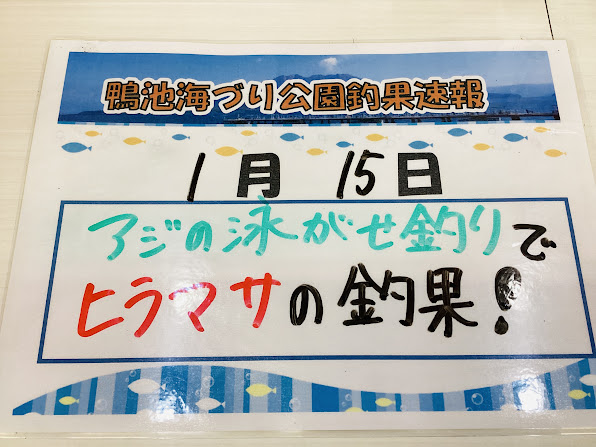 鴨池海づり公園釣果速報
1月 15日
アジの泳がせ釣りで
ヒラマサの釣果!